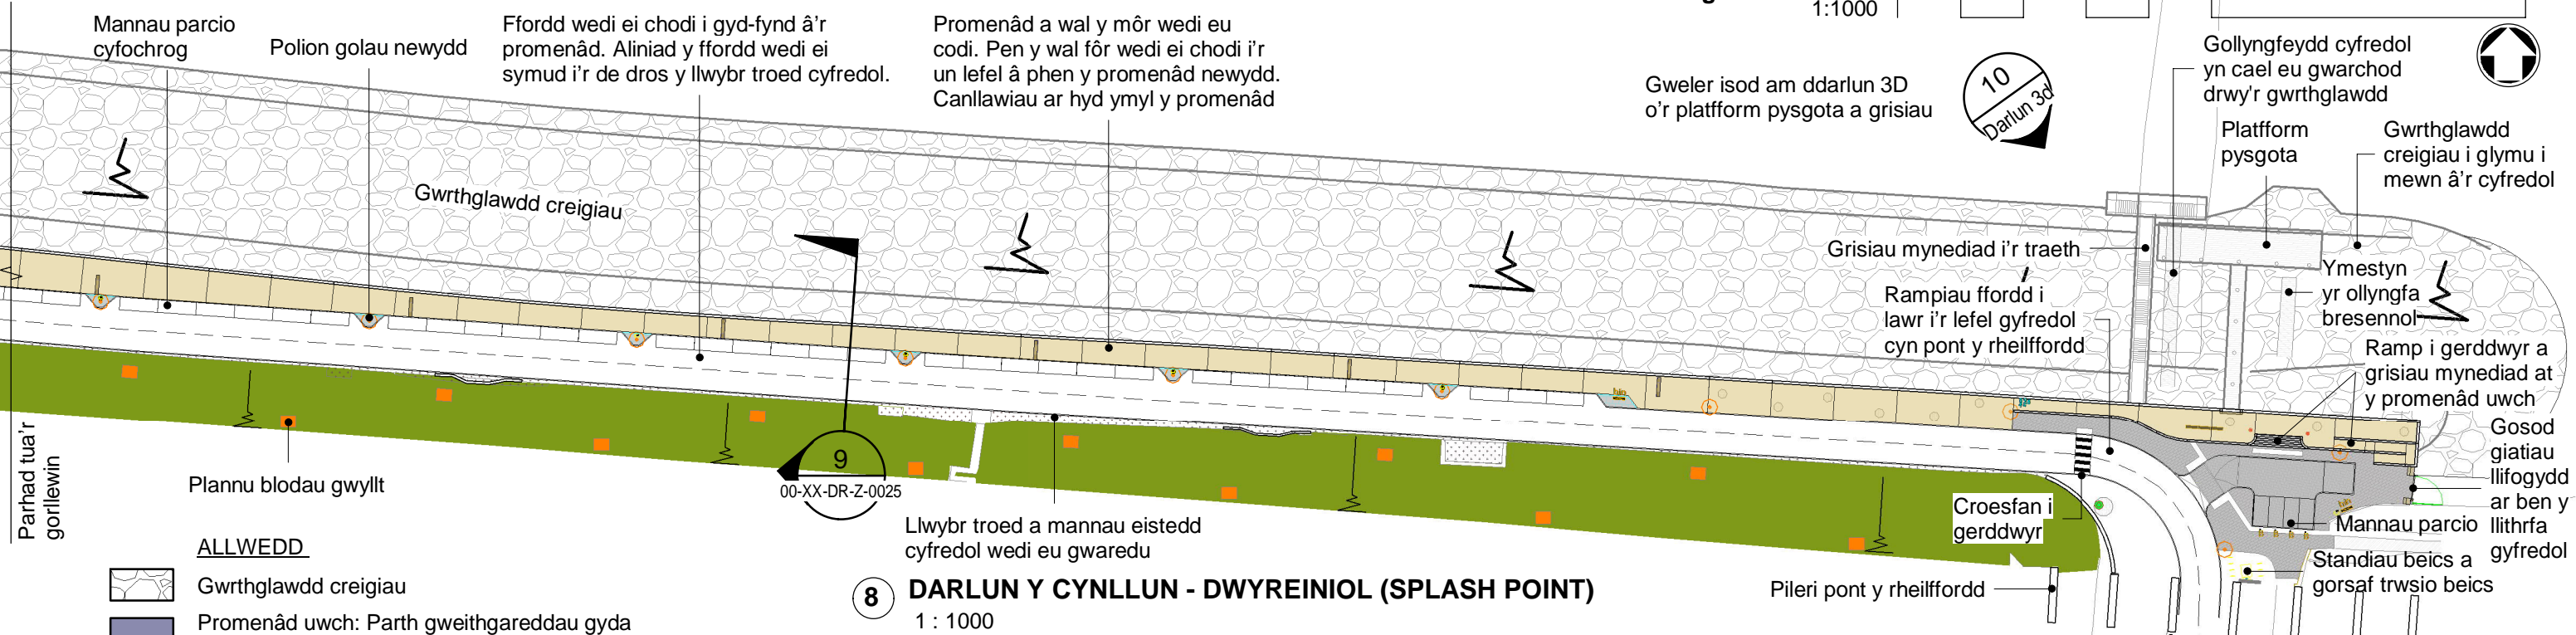 g
1:1000
Mannau parcio
cyfochrog
Polion golau newydd
Ffordd wedi ei chodi i gyd-fynd â’r
promenâd. Aliniad y ffordd wedi ei
symud i’r de dros y llwybr troed cyfredol.
Promenâd a wal y môr wedi eu
codi. Pen y wal fôr wedi ei chodi i’r
un lefel â phen y promenâd newydd.
Canllawiau ar hyd ymyl y promenâd
Gweler isod am ddarlun 3D
o’r platfform pysgota a grisiau
10
Darlun 3d
Gollyngfeydd cyfredol
yn cael eu gwarchod
drwy'r gwrthglawdd
Platfform
pysgota
Gwrthglawdd
creigiau i glymu i
mewn â'r cyfredol
Gwrthglawdd creigiau
Grisiau mynediad i’r traeth
Rampiau ffordd i
lawr i’r lefel gyfredol
cyn pont y rheilffordd
Ymestyn
yr ollyngfa
bresennol
Ramp i gerddwyr a
grisiau mynediad at
y promenâd uwch
Gosod
giatiau
llifogydd
ar ben y
llithrfa
gyfredol
Parhad tua’r
gorllewin
Plannu blodau gwyllt
9
00-XX-DR-Z-0025
Llwybr troed a mannau eistedd
cyfredol wedi eu gwaredu
Croesfan i
gerddwyr
Mannau parcio
Standiau beics a
gorsaf trwsio beics
Pileri pont y rheilffordd
ALLWEDD
Gwrthglawdd creigiau
Promenâd uwch: Parth gweithgareddau gyda
8
DARLUN Y CYNLLUN - DWYREINIOL (SPLASH POINT)
1 : 1000